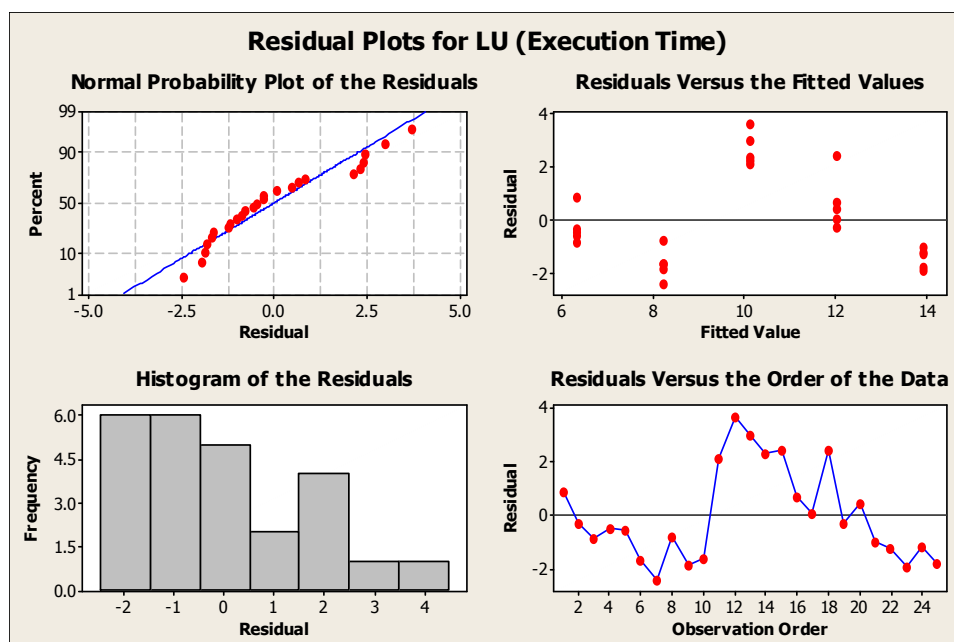 Residual Plots for LU (Execution Time)
Normal Probability Plot of the Residuals
99
90
50
10
1
Percent
-5.0 -2.5 0.0 2.5 5.0
Residual
Residuals Versus the Fitted Values
4
2
0
-2
Residual
6 8 10 12 14
Fitted Value
Histogram of the Residuals
6.0
4.5
3.0
1.5
0.0
Frequency
-2 -1 0 1 2 3 4
Residual
Residuals Versus the Order of the Data
4
2
0
-2
Residual
2 4 6 8 10 12 14 16 18 20 22 24
Observation Order